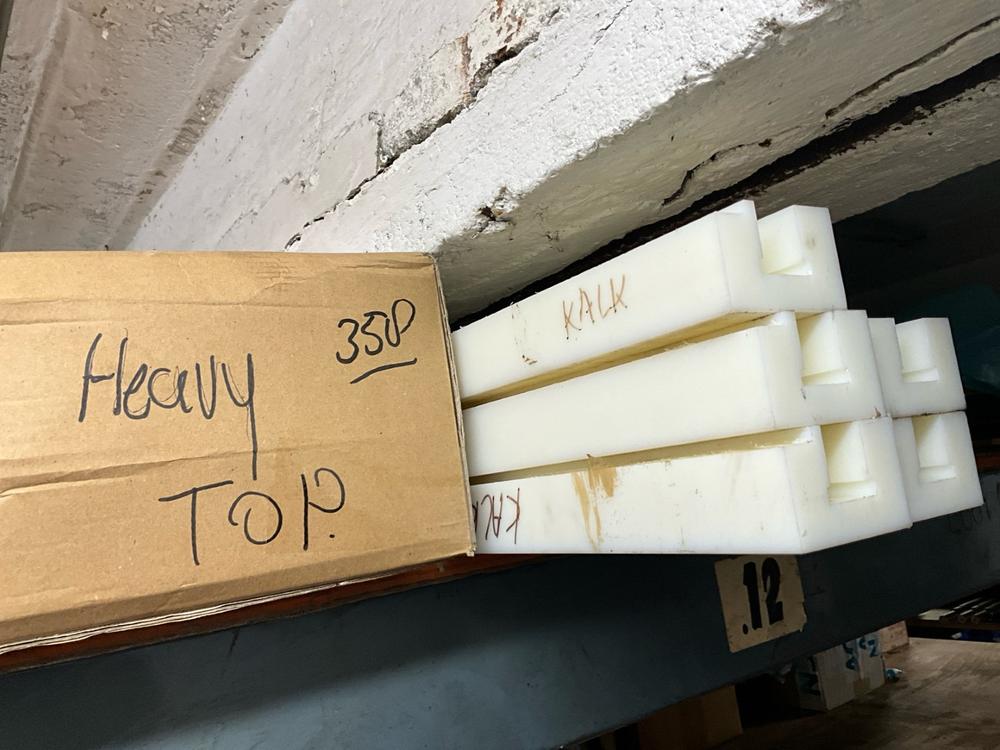 350
Heavy
TOP.
KALK
KALK
.12